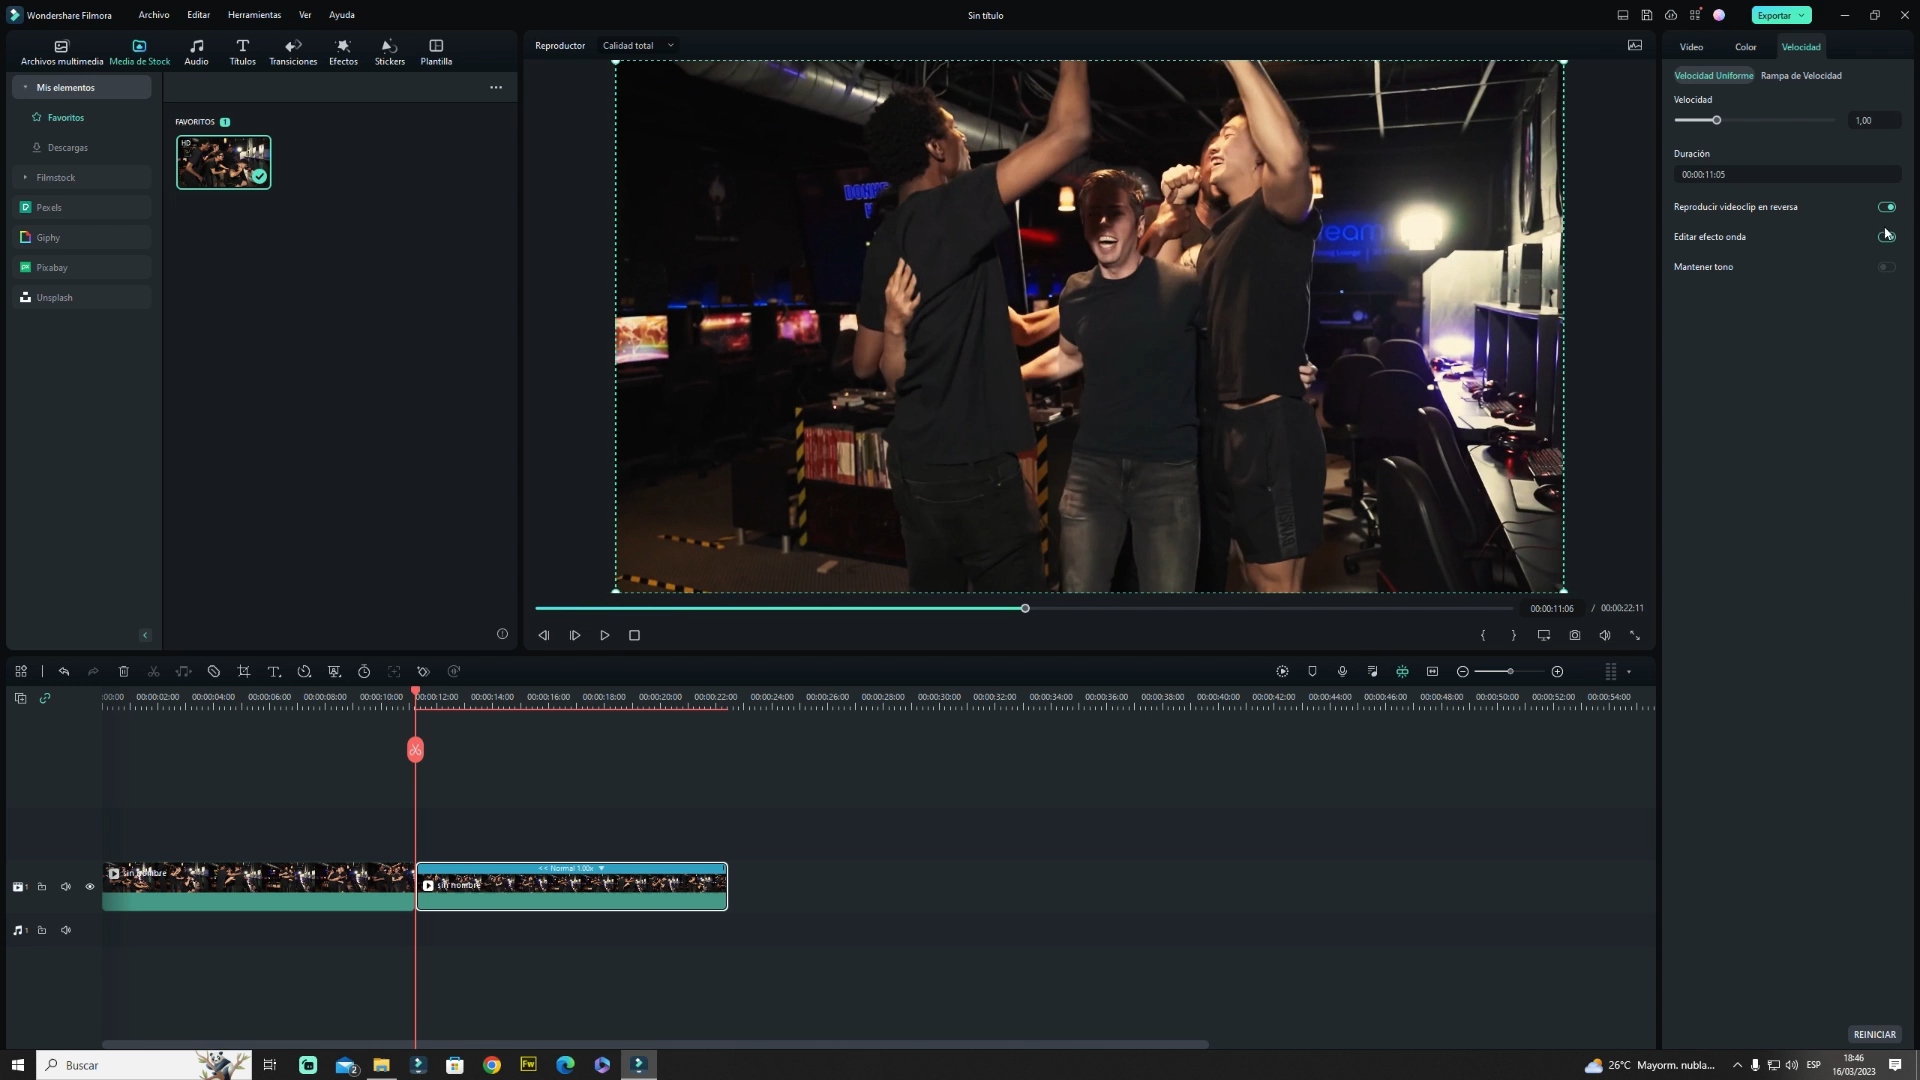 Wondershare Filmora Archivo Editar Herramientas Ver Ayuda Sin título Exportar
Archivos multimedia Media de Stock Audio Títulos Transiciones Efectos Stickers Plantilla
Reproductor Calidad total
Video Color Velocidad
Mis elementos
Favoritos
Descargas
Filmstock
Pexels
Giphy
Pixabay
Unsplash
FAVORITOS 1
HD
Velocidad Uniforme Rampa de Velocidad
Velocidad
1,00
Duración
00:00:11:05
Reproducir videoclip en reversa
Editar efecto onda
Mantener tono
00:00:11:06 / 00:00:22:11
:00:00 00:00:02:00 00:00:04:00 00:00:06:00 00:00:08:00 00:00:10:00 00:00:12:00 00:00:14:00 00:00:16:00 00:00:18:00 00:00:20:00 00:00:22:00 00:00:24:00 00:00:26:00 00:00:28:00 00:00:30:00 00:00:32:00 00:00:34:00 00:00:36:00 00:00:38:00 00:00:40:00 00:00:42:00 00:00:44:00 00:00:46:00 00:00:48:00 00:00:50:00 00:00:52:00 00:00:54:00
<< Normal 1.00x
sin nombre
sin nombre
1
1
REINICIAR
Buscar
2
Fw
26°C Mayorm. nubla...
ESP
18:46
16/03/2023